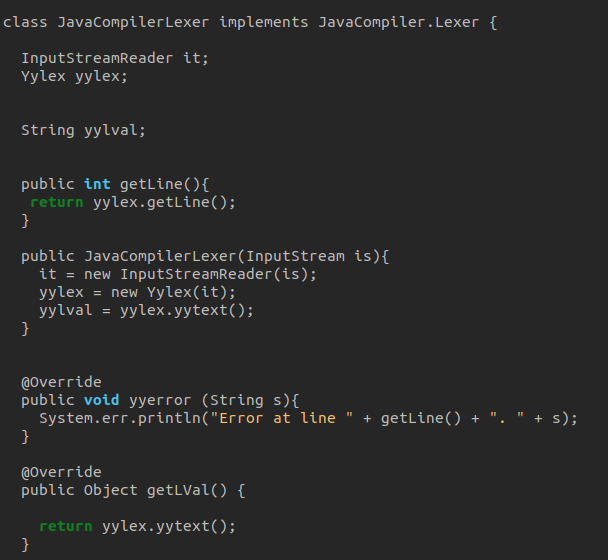 class JavaCompilerLexer implements JavaCompiler.Lexer {
InputStreamReader it;
Yylex yylex;
String yylval;
public int getLine(){
return yylex.getLine();
}
public JavaCompilerLexer(InputStream is){
it = new InputStreamReader(is);
yylex = new Yylex(it);
yylval = yylex.yytext();
}
@Override
public void yyerror (String s){
System.err.println("Error at line " + getLine() + ". " + s);
}
@Override
public Object getLVal() {
return yylex.yytext();
}